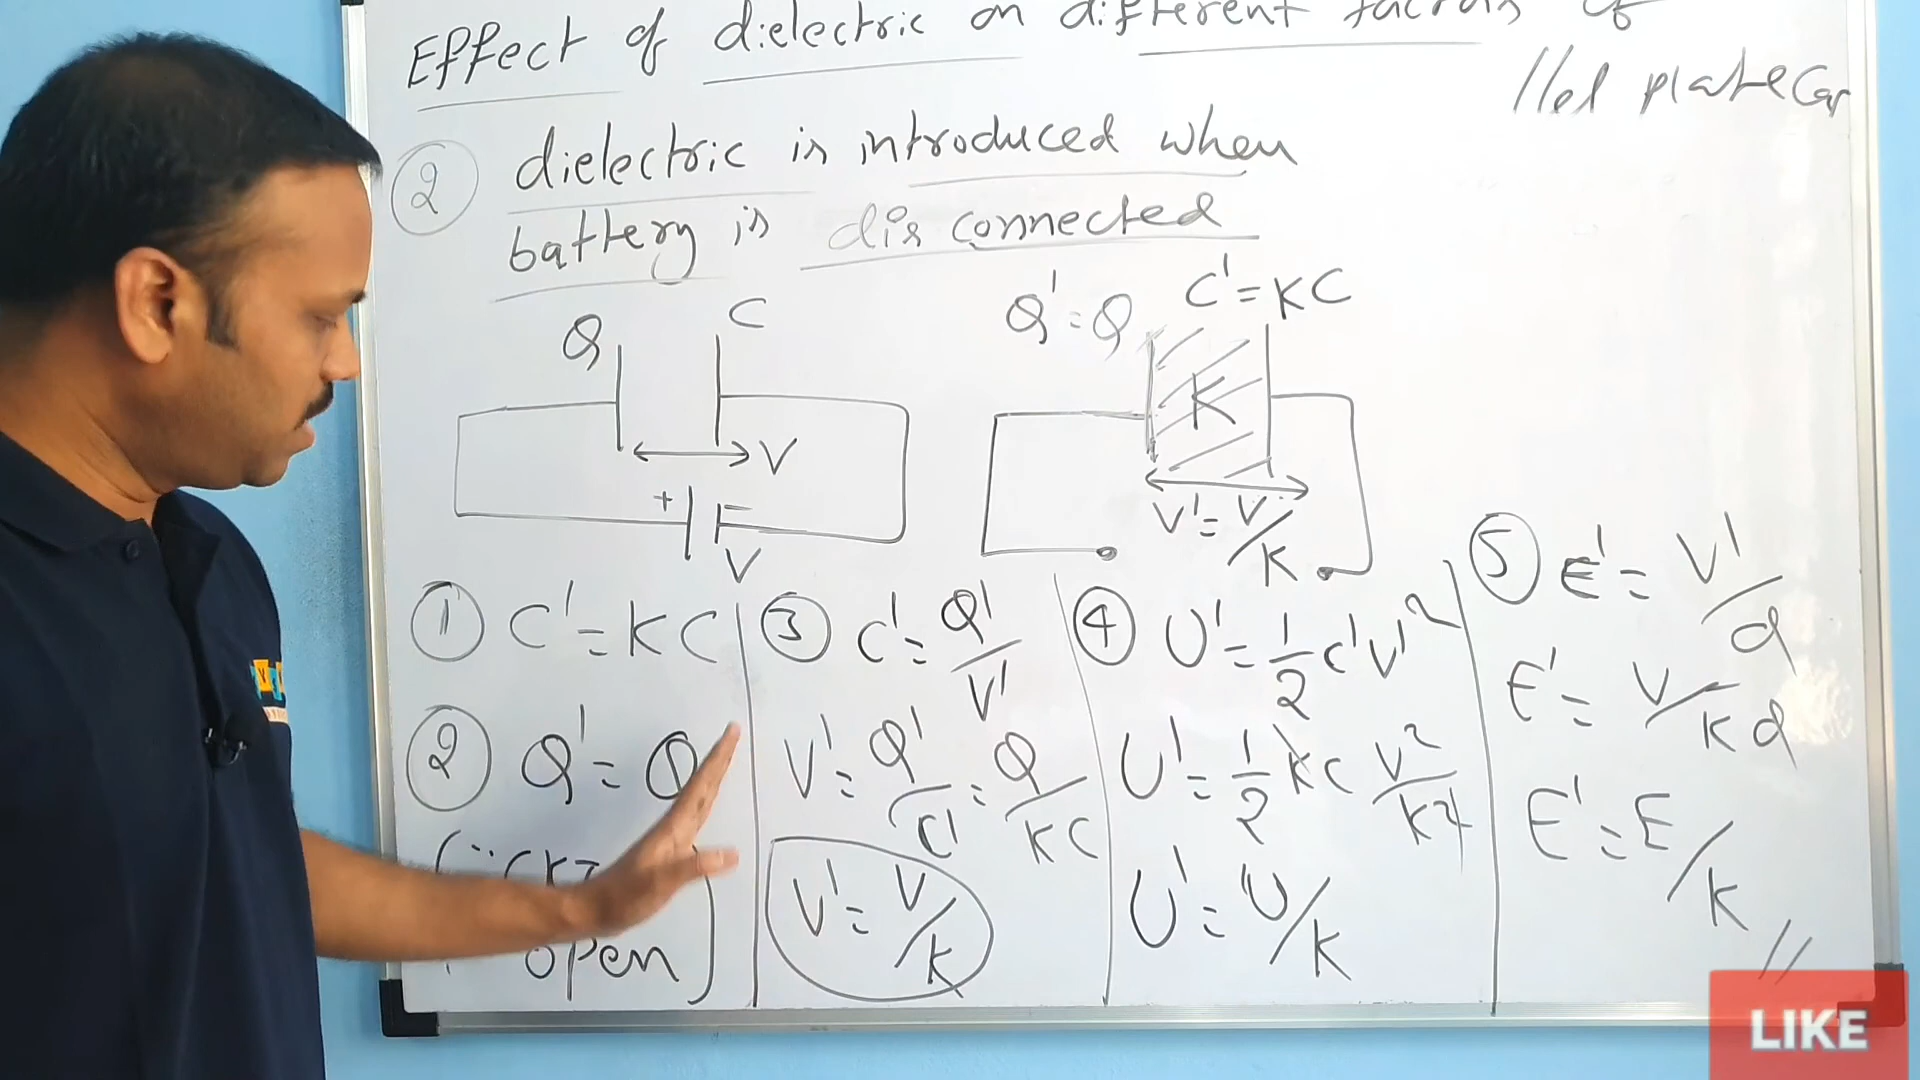 Effect of dielectric on different factors of
//el plate Cap
② dielectric is introduced when
battery is disconnected
Q C
V
+
V
Q' = Q C' = KC
K
V' = V/K
① C' = KC
② Q' = Q
open
③ C' = Q'/V'
V' = Q'/C' = Q/KC
V' = V/K
④ U' = 1/2 C'V'²
U' = 1/2 KC V²/K²
U' = U/K
⑤ E' = V'/d
E' = V/Kd
E' = E/K //
LIKE